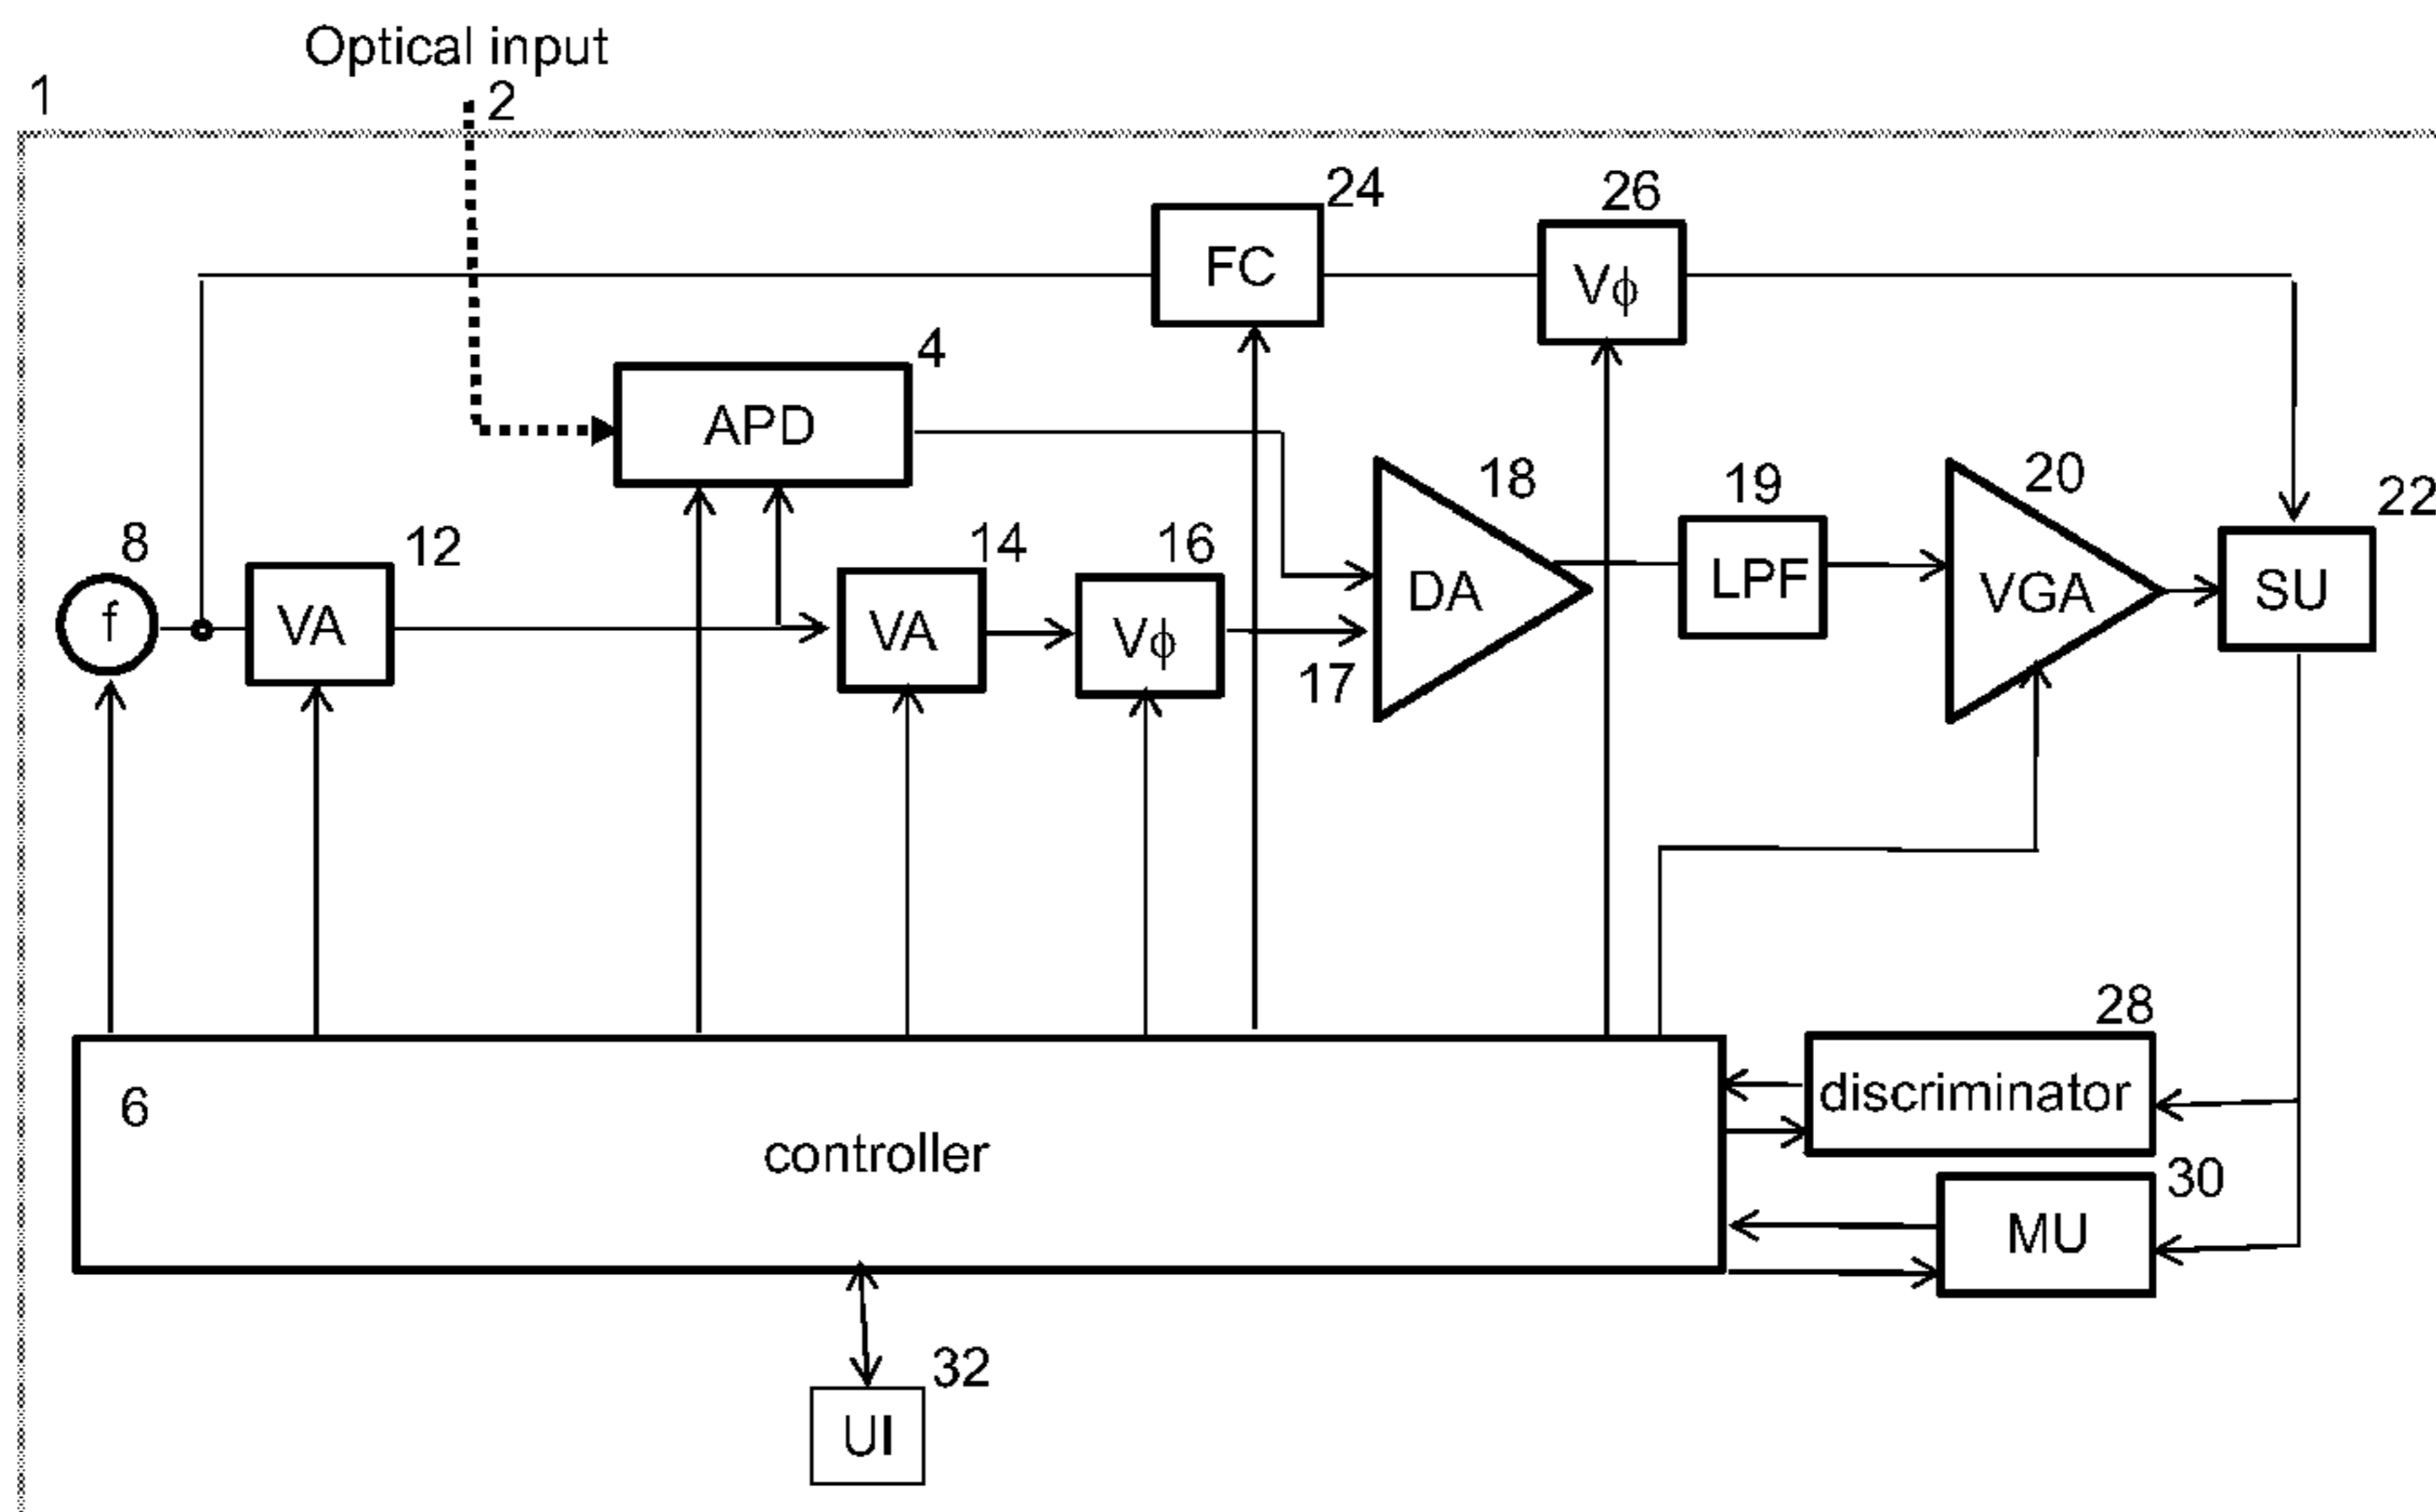 Optical input
1
2
24
26
FC
Vϕ
4
APD
18
19
20
22
8
12
14
16
f
VA
VA
Vϕ
17
DA
LPF
VGA
SU
28
6
discriminator
controller
30
MU
32
UI